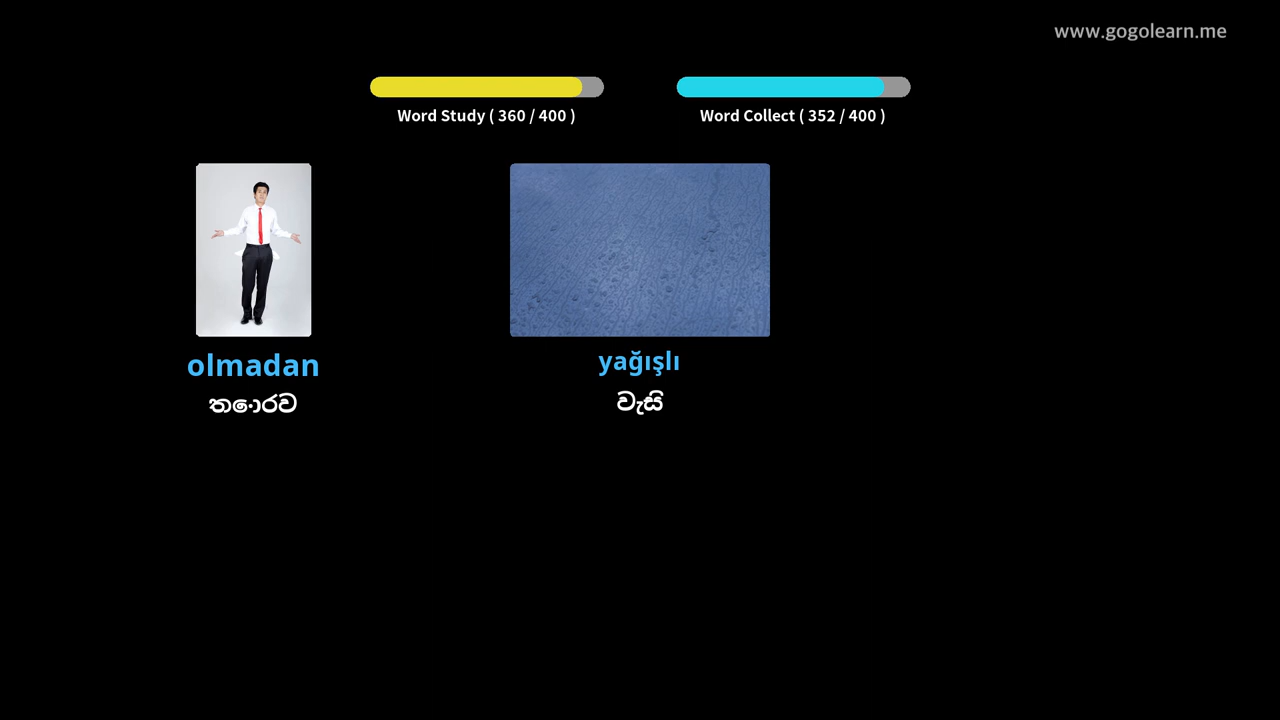 www.gogolearn.me
Word Study ( 360 / 400 )
Word Collect ( 352 / 400 )
olmadan
yağışlı
තොරව
වැසි